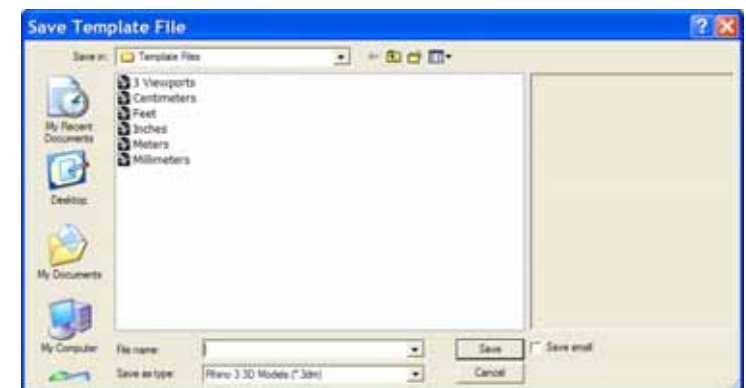 Save Template File
Save in:
Template Files
3 Viewports
Centimeters
Feet
Inches
Meters
Millimeters
My Recent
Documents
Desktop
My Documents
My Computer
File name:
Save
Save small
Save as type:
Rhino 3 3D Models (*.3dm)
Cancel